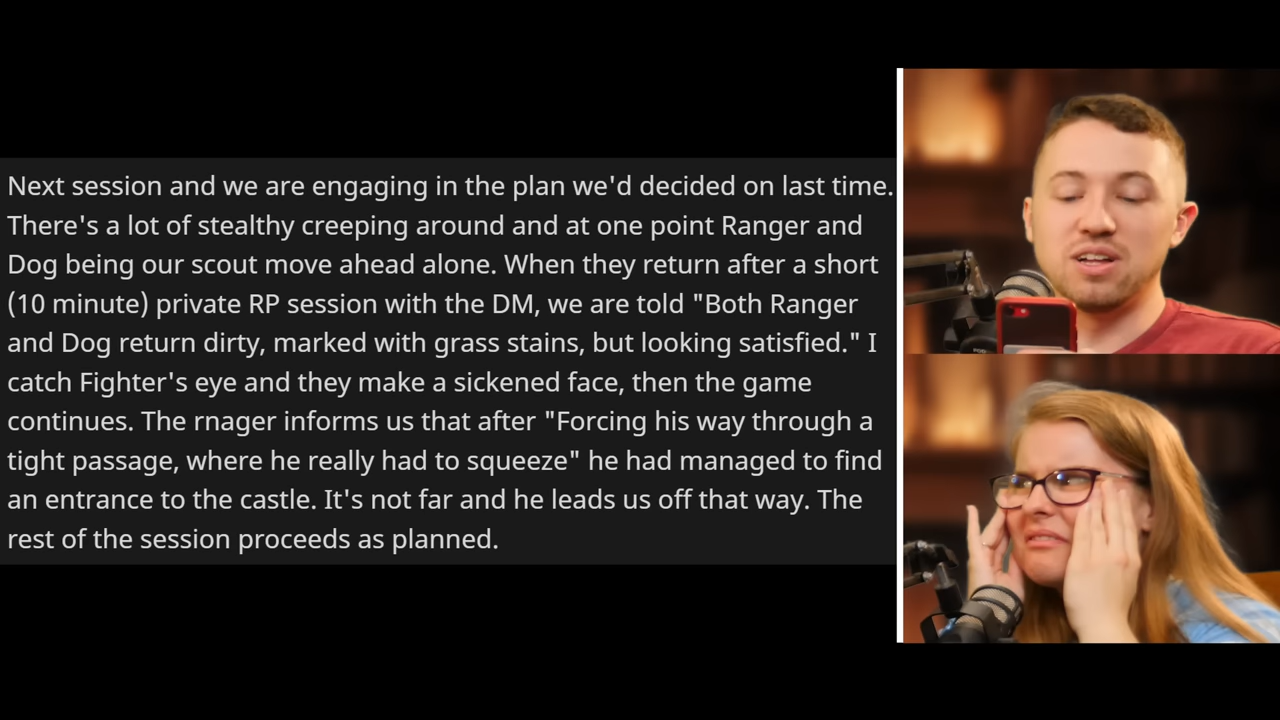 Next session and we are engaging in the plan we'd decided on last time.
There's a lot of stealthy creeping around and at one point Ranger and
Dog being our scout move ahead alone. When they return after a short
(10 minute) private RP session with the DM, we are told "Both Ranger
and Dog return dirty, marked with grass stains, but looking satisfied." I
catch Fighter's eye and they make a sickened face, then the game
continues. The rnager informs us that after "Forcing his way through a
tight passage, where he really had to squeeze" he had managed to find
an entrance to the castle. It's not far and he leads us off that way. The
rest of the session proceeds as planned.